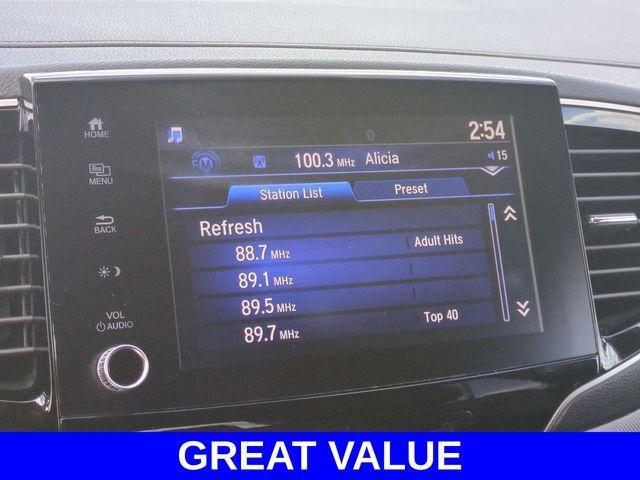 HOME
MENU
BACK
VOL
AUDIO
2:54
FM 100.3 MHz Alicia 15
Station List Preset
Refresh
88.7 MHz Adult Hits
89.1 MHz
89.5 MHz
89.7 MHz Top 40
GREAT VALUE